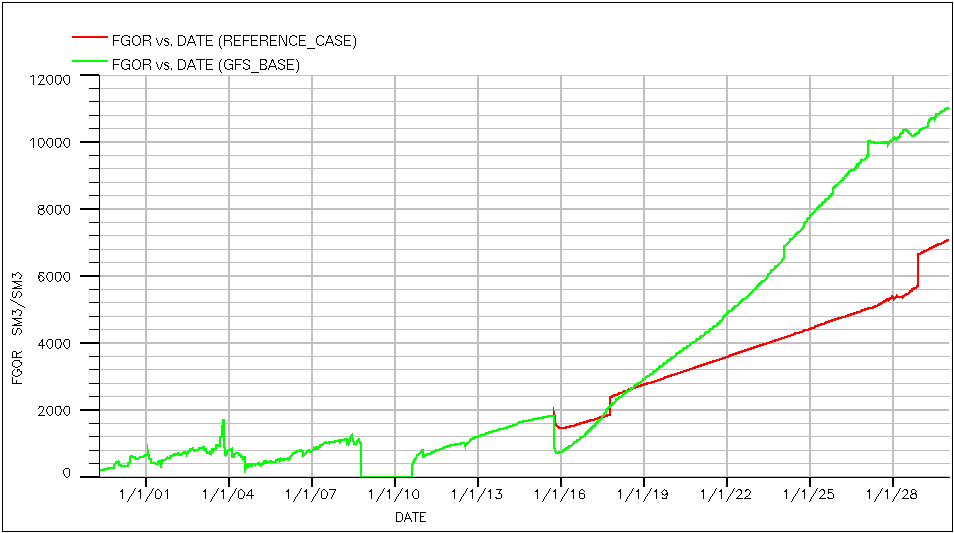 FGOR vs. DATE (REFERENCE_CASE)
FGOR vs. DATE (GFS_BASE)
12000
10000
8000
6000
4000
2000
0
FGOR SM3/SM3
1/1/01 1/1/04 1/1/07 1/1/10 1/1/13 1/1/16 1/1/19 1/1/22 1/1/25 1/1/28
DATE